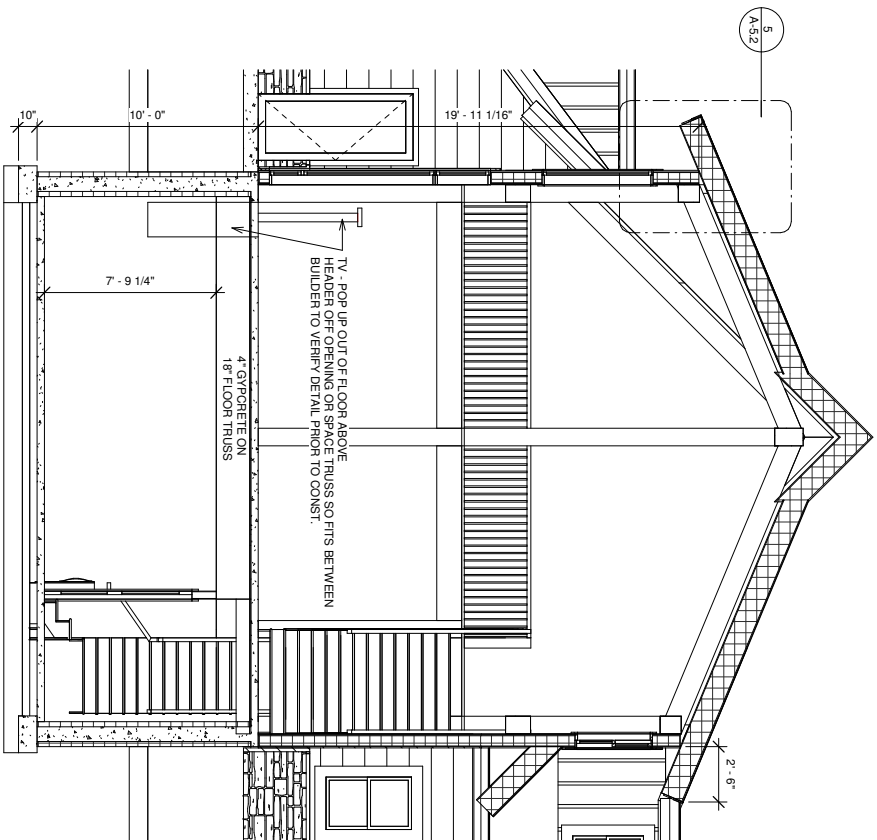 5
A-5.2
10"
10' - 0"
19' - 11 1/16"
7' - 9 1/4"
TV - POP UP OUT OF FLOOR ABOVE
HEADER OFF OPENING OR SPACE TRUSS SO FITS BETWEEN
BUILDER TO VERIFY DETAIL PRIOR TO CONST.
4" GYPCRETE ON
18" FLOOR TRUSS
2' - 6"